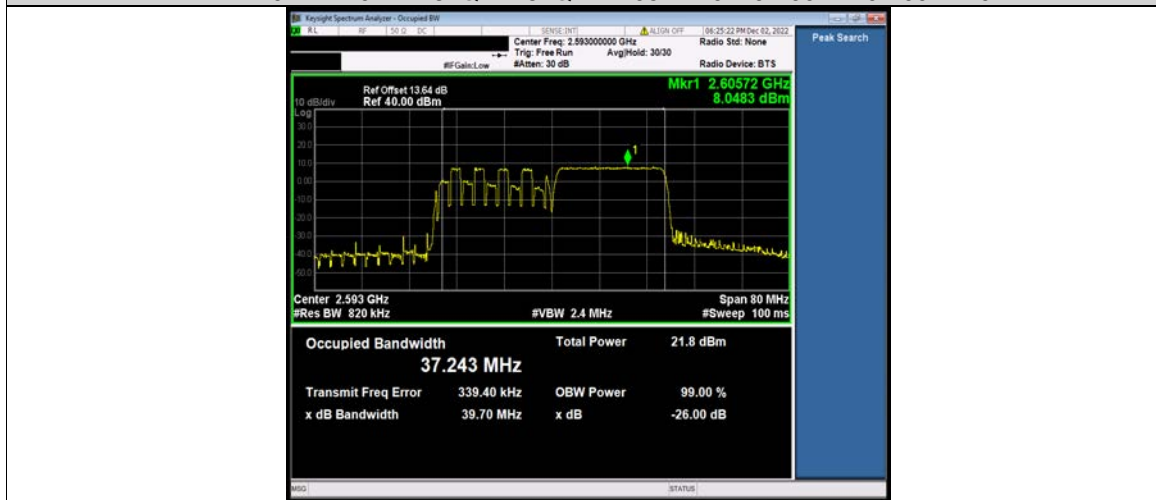 Keysight Spectrum Analyzer - Occupied BW
RL RF 50 Ω DC SENSE:INT ALIGN OFF 06:25:22 PM Dec 02, 2022
Center Freq: 2.593000000 GHz Radio Std: None
Trig: Free Run Avg|Hold: 30/30
#IFGain:Low #Atten: 30 dB Radio Device: BTS
Peak Search
Ref Offset 13.64 dB Mkr1 2.60572 GHz
10 dB/div Ref 40.00 dBm 8.0483 dBm
Log
30.0
20.0
10.0
0.00
-10.0
-20.0
-30.0
-40.0
-50.0
1
Center 2.593 GHz Span 80 MHz
#Res BW 820 kHz #VBW 2.4 MHz #Sweep 100 ms
Occupied Bandwidth Total Power 21.8 dBm
37.243 MHz
Transmit Freq Error 339.40 kHz OBW Power 99.00 %
x dB Bandwidth 39.70 MHz x dB -26.00 dB
MSG STATUS